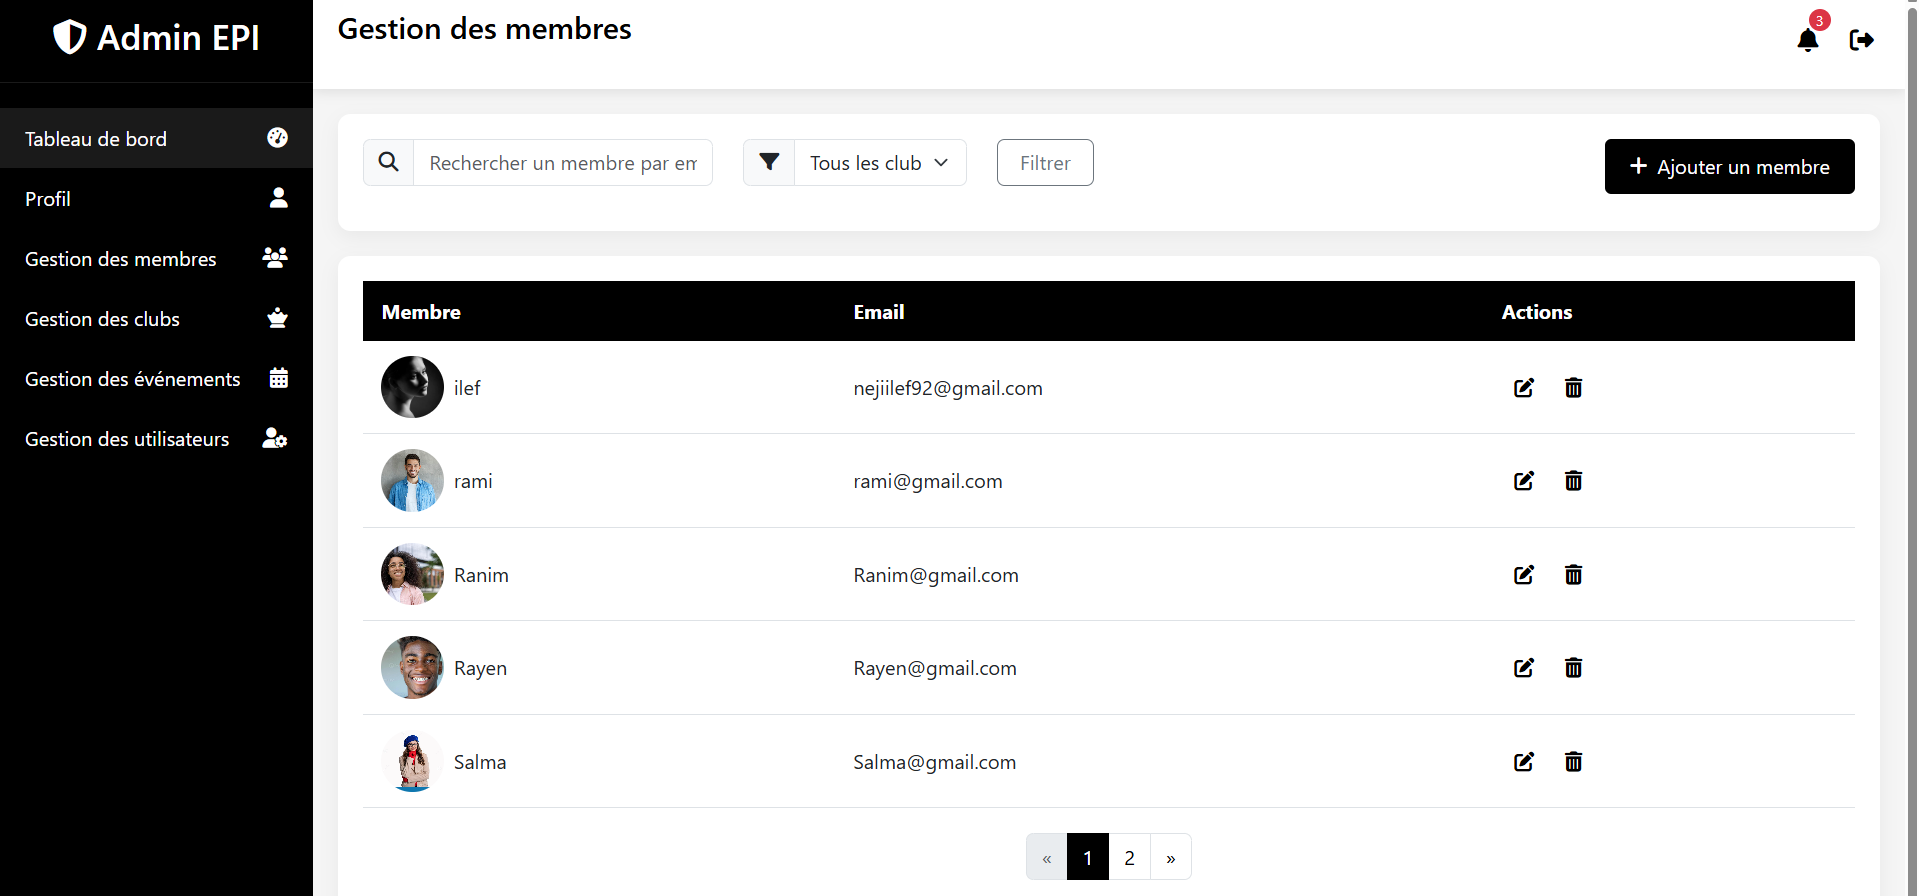 Admin EPI
Gestion des membres
3
Tableau de bord
Profil
Gestion des membres
Gestion des clubs
Gestion des événements
Gestion des utilisateurs
Rechercher un membre par em
Tous les club
Filtrer
+ Ajouter un membre
Membre Email Actions
ilef nejiilef92@gmail.com
rami rami@gmail.com
Ranim Ranim@gmail.com
Rayen Rayen@gmail.com
Salma Salma@gmail.com
« 1 2 »